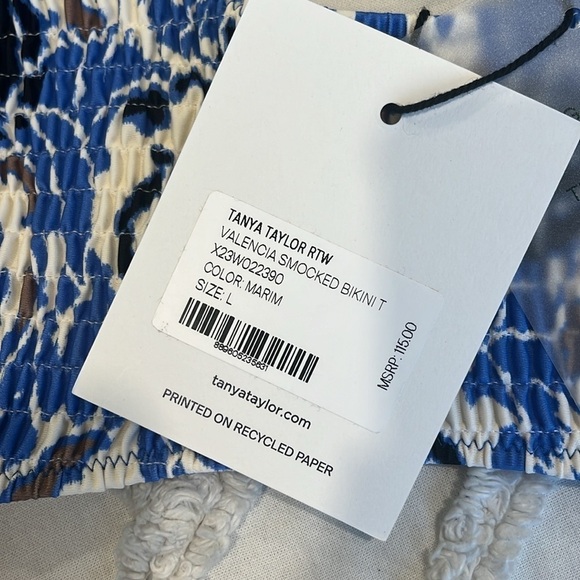 TANYA TAYLOR RTW
VALENCIA SMOCKED BIKINI T
X23W022390
COLOR: MARIM
SIZE: L
MSRP: 115.00
tanyataylor.com
PRINTED ON RECYCLED PAPER